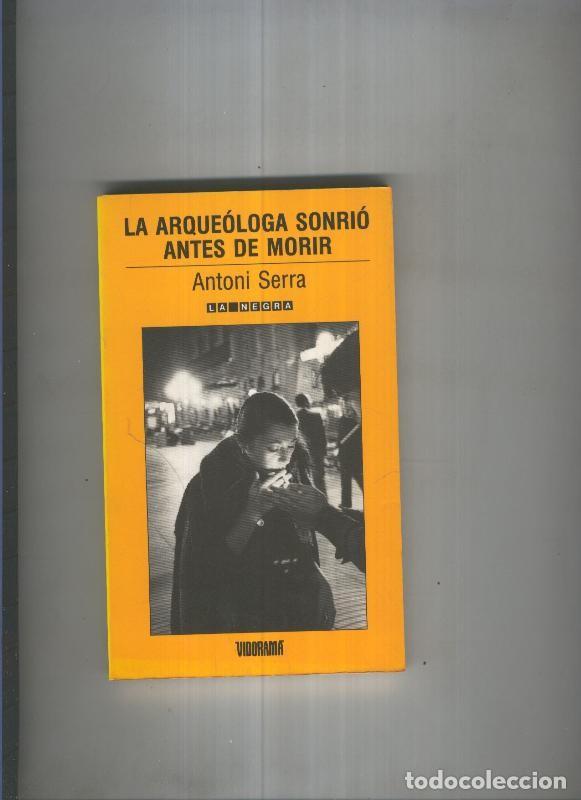 LA ARQUEÓLOGA SONRIÓ
ANTES DE MORIR
Antoni Serra
LA NEGRA
VIDORAMA
todocoleccion